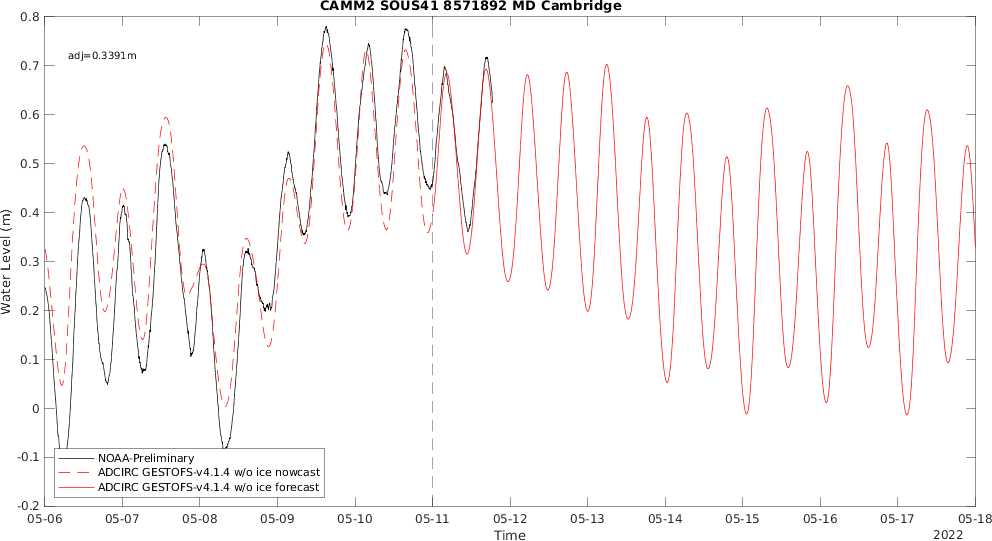 CAMM2 SOUS41 8571892 MD Cambridge
adj=0.3391m
0.8
0.7
0.6
0.5
0.4
0.3
0.2
0.1
0
-0.1
-0.2
Water Level (m)
NOAA-Preliminary
ADCIRC GESTOFS-v4.1.4 w/o ice nowcast
ADCIRC GESTOFS-v4.1.4 w/o ice forecast
05-06 05-07 05-08 05-09 05-10 05-11 05-12 05-13 05-14 05-15 05-16 05-17 05-18
Time
2022